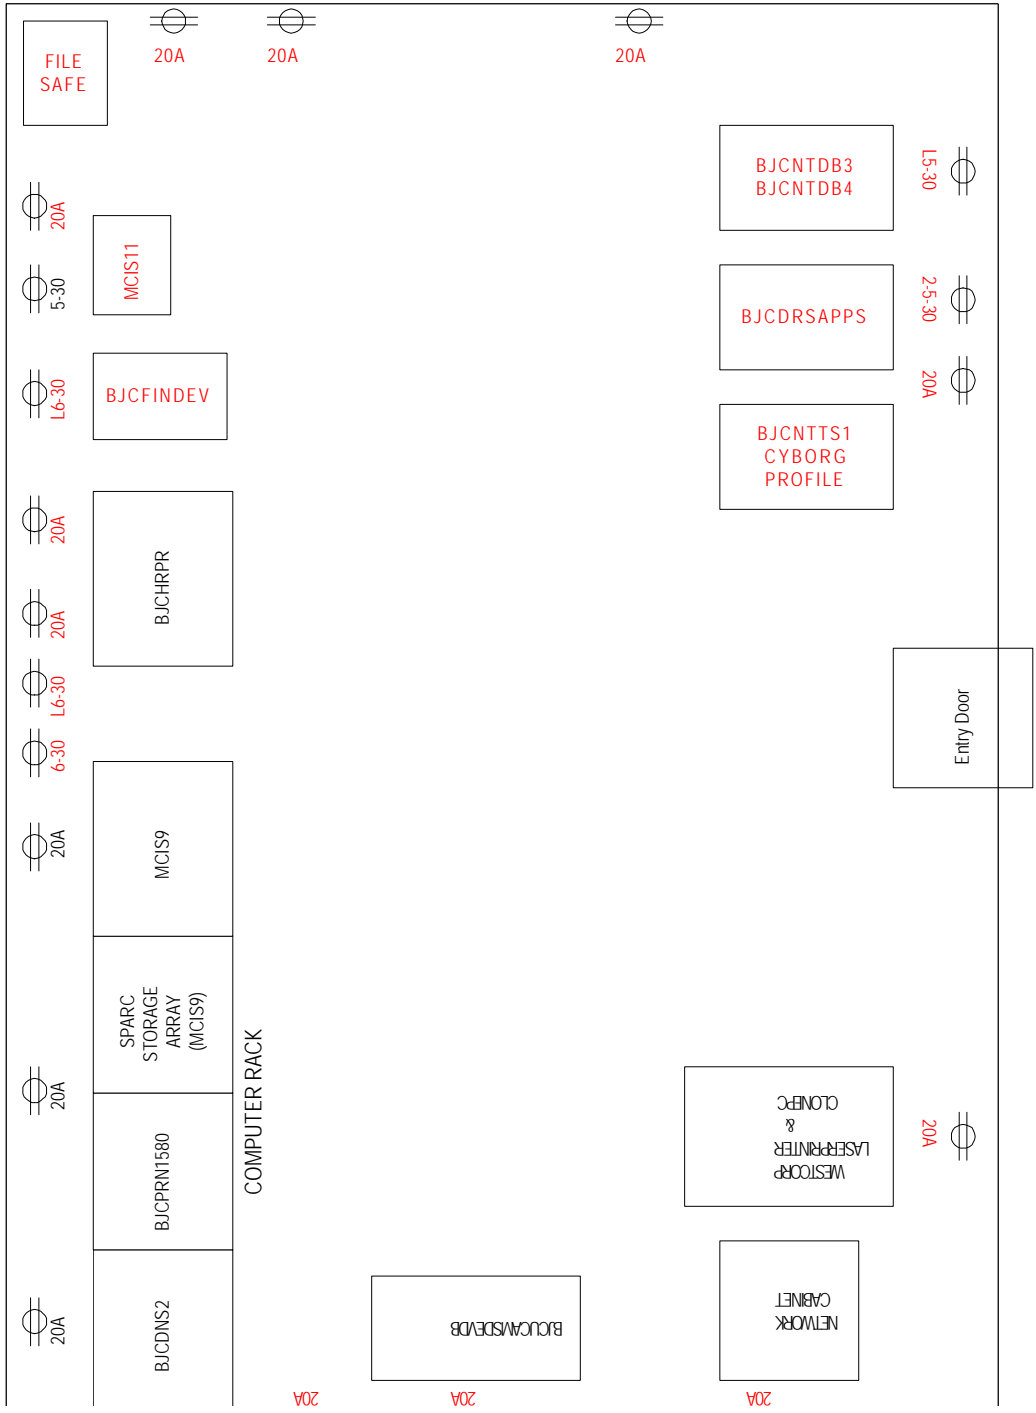 20A
20A
20A
FILE
SAFE
BJCNTDB3
BJCNTDB4
L5-30
20A
MCIS11
5-30
BJCDRSAPPS
2-5-30
L6-30
BJCFINDEV
20A
BJCNTTS1
CYBORG
PROFILE
20A
BJCHRPR
20A
L6-30
6-30
Entry Door
20A
MCIS9
SPARC
STORAGE
ARRAY
(MCIS9)
COMPUTER RACK
20A
BJCPRN1580
WESTCORP
LASERPRINTER
&
CLONEPC
20A
20A
BJCDNS2
BJCUCAVISDEVDB
NETWORK
CABINET
20A
20A
20A